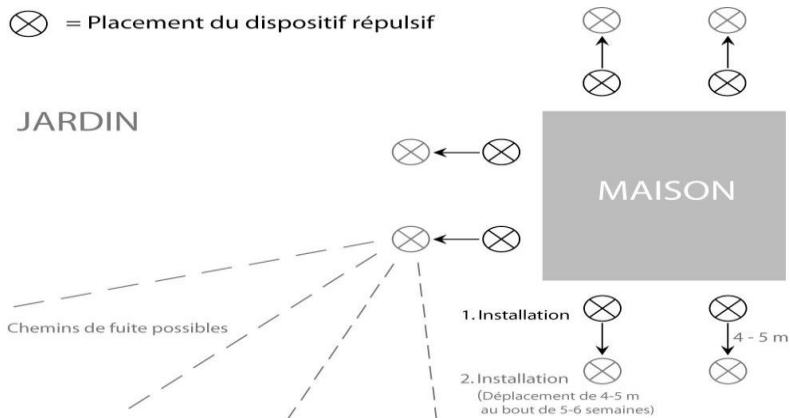 = Placement du dispositif répulsif
JARDIN
MAISON
Chemins de fuite possibles
1. Installation
4 - 5 m
2. Installation
(Déplacement de 4-5 m
au bout de 5-6 semaines)